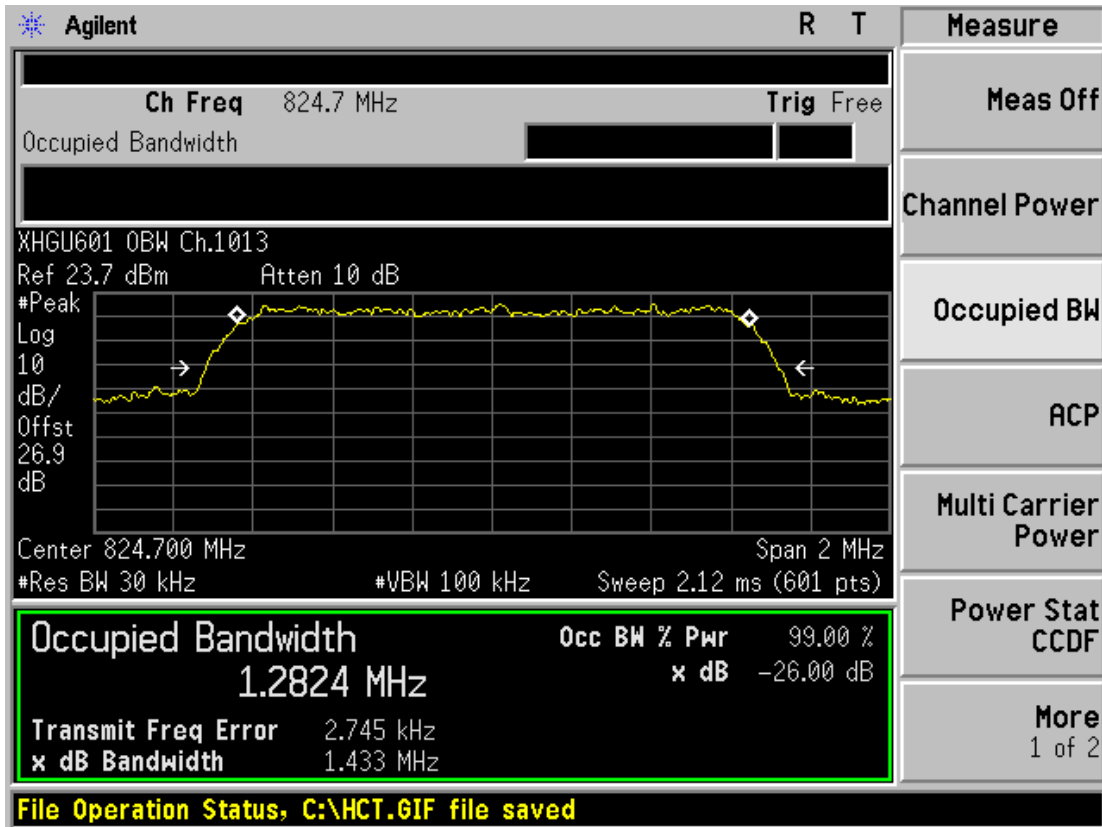 Agilent R T
Measure
Ch Freq 824.7 MHz Trig Free
Occupied Bandwidth
Meas Off
Channel Power
Occupied BW
ACP
Multi Carrier
Power
Power Stat
CCDF
More
1 of 2
XHGU601 OBW Ch.1013
Ref 23.7 dBm Atten 10 dB
#Peak
Log
10
dB/
Offst
26.9
dB
Center 824.700 MHz Span 2 MHz
#Res BW 30 kHz #VBW 100 kHz Sweep 2.12 ms (601 pts)
Occupied Bandwidth Occ BW % Pwr 99.00 %
1.2824 MHz x dB -26.00 dB
Transmit Freq Error 2.745 kHz
x dB Bandwidth 1.433 MHz
File Operation Status, C:\HCT.GIF file saved